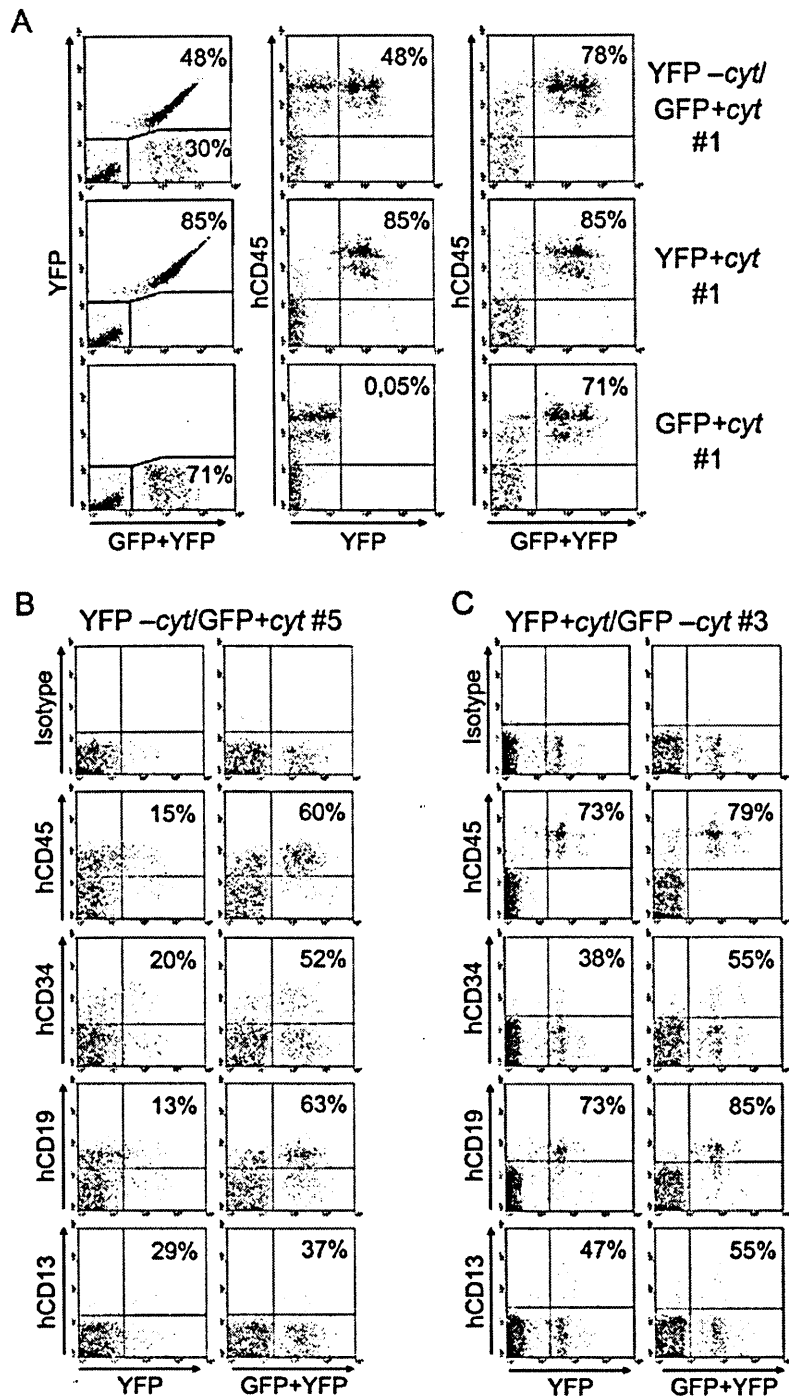 A
48%
48%
78%
YFP –cyt/
GFP+cyt
#1
30%
85%
85%
85%
YFP+cyt
#1
YFP
hCD45
hCD45
0,05%
71%
GFP+cyt
#1
71%
GFP+YFP
YFP
GFP+YFP
B
YFP –cyt/GFP+cyt #5
Isotype
hCD45
15%
60%
hCD34
20%
52%
hCD19
13%
63%
hCD13
29%
37%
YFP
GFP+YFP
C
YFP+cyt/GFP –cyt #3
Isotype
hCD45
73%
79%
hCD34
38%
55%
hCD19
73%
85%
hCD13
47%
55%
YFP
GFP+YFP